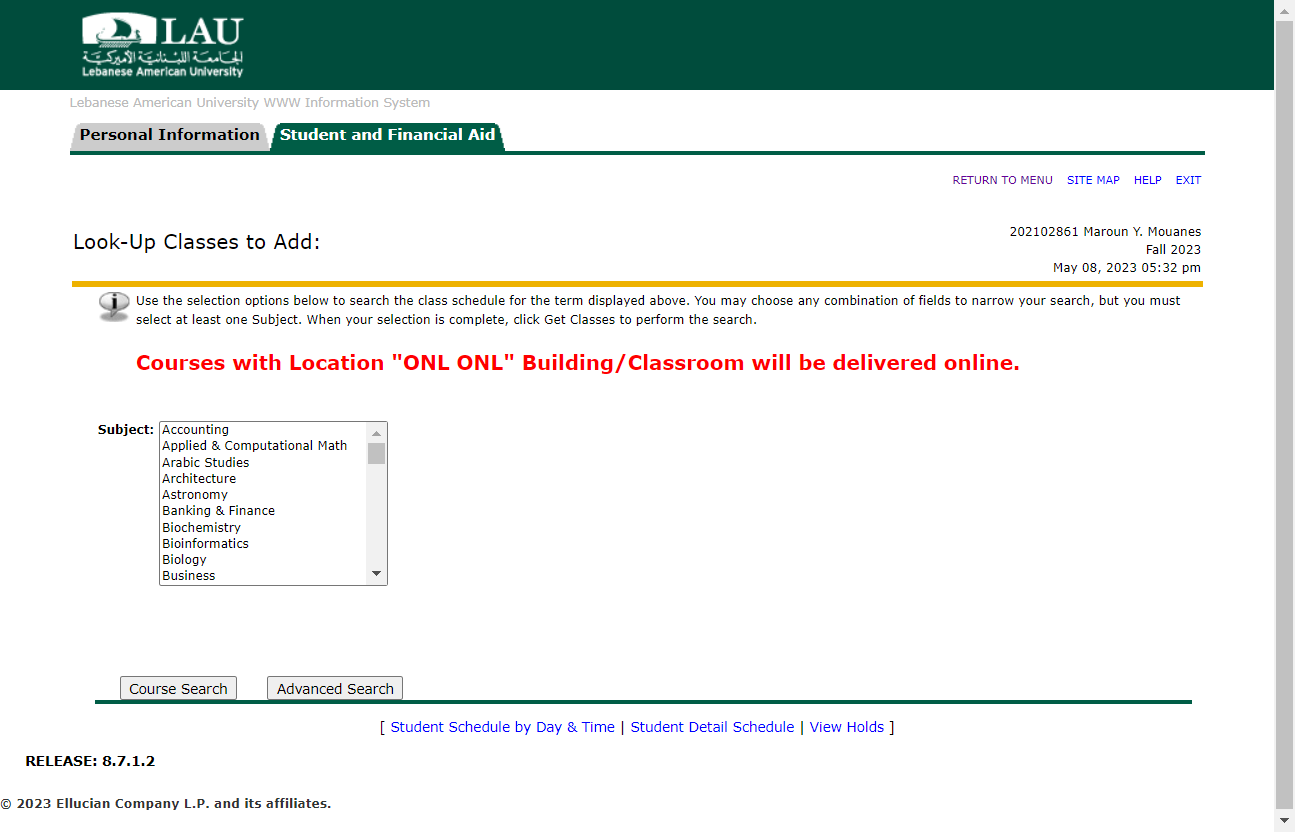 LAU
الجامعة اللبنانية الأميركية
Lebanese American University
Lebanese American University WWW Information System
Personal Information
Student and Financial Aid
RETURN TO MENU SITE MAP HELP EXIT
Look-Up Classes to Add:
202102861 Maroun Y. Mouanes
Fall 2023
May 08, 2023 05:32 pm
Use the selection options below to search the class schedule for the term displayed above. You may choose any combination of fields to narrow your search, but you must
select at least one Subject. When your selection is complete, click Get Classes to perform the search.
Courses with Location "ONL ONL" Building/Classroom will be delivered online.
Subject:
Accounting
Applied & Computational Math
Arabic Studies
Architecture
Astronomy
Banking & Finance
Biochemistry
Bioinformatics
Biology
Business
Course Search Advanced Search
[ Student Schedule by Day & Time | Student Detail Schedule | View Holds ]
RELEASE: 8.7.1.2
© 2023 Ellucian Company L.P. and its affiliates.